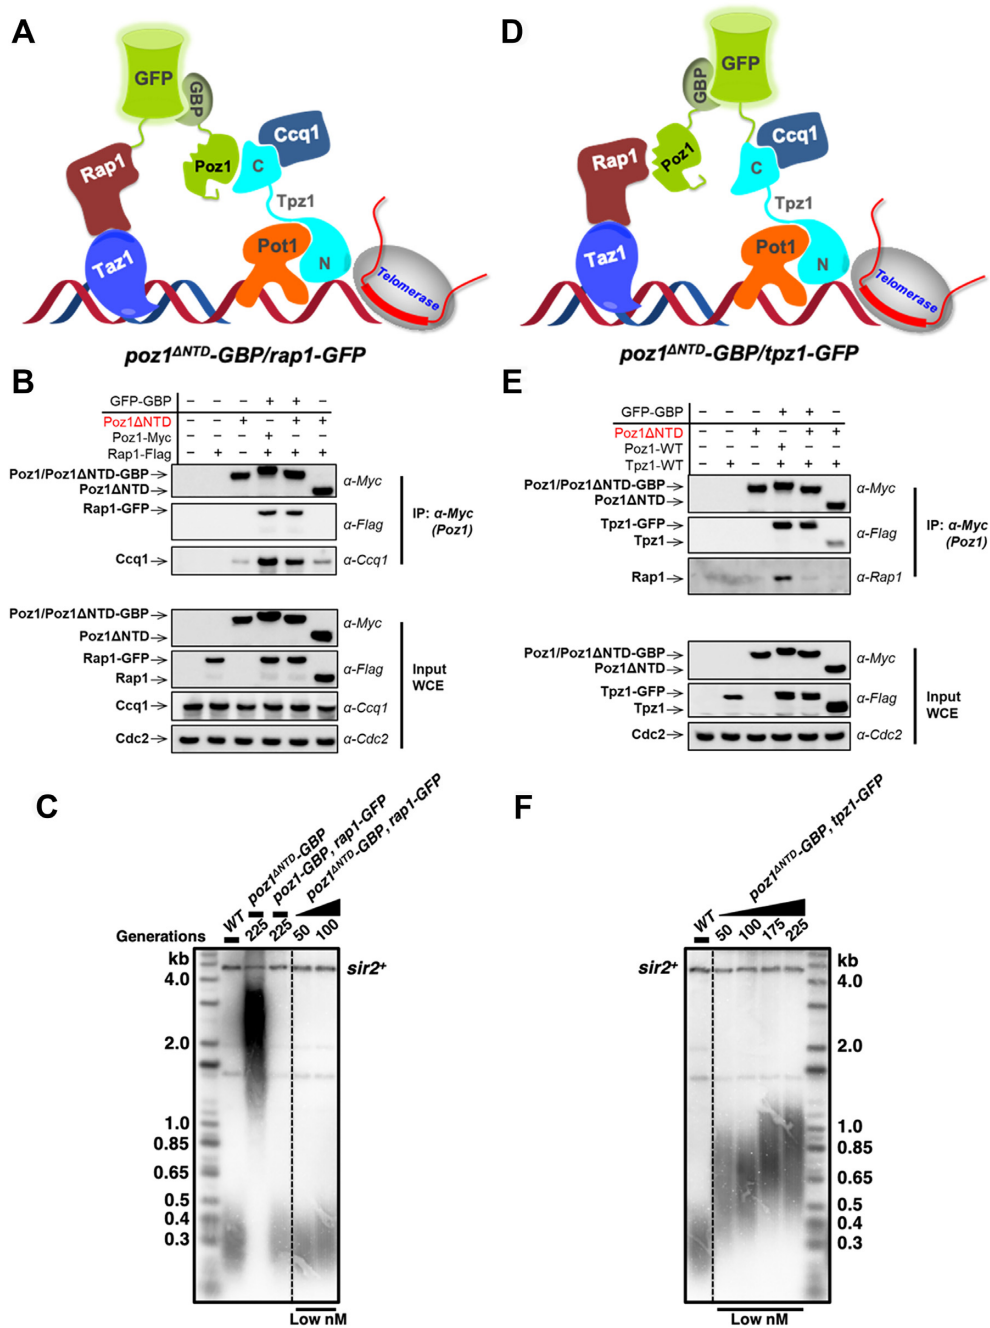 A
GFP
GBP
Rap1
Poz1
C
Ccq1
Tpz1
Taz1
Pot1
N
Telomerase
poz1ΔNTD-GBP/rap1-GFP
D
GFP
GBP
Rap1
Poz1
C
Ccq1
Tpz1
Taz1
Pot1
N
Telomerase
poz1ΔNTD-GBP/tpz1-GFP
B
GFP-GBP – – – + + –
Poz1ΔNTD – – + – + +
Poz1-Myc – – – + – –
Rap1-Flag – + – + + +
Poz1/Poz1ΔNTD-GBP→ α-Myc
Poz1ΔNTD→
Rap1-GFP→ α-Flag
Ccq1→ α-Ccq1
IP: α-Myc
(Poz1)
Poz1/Poz1ΔNTD-GBP→ α-Myc
Poz1ΔNTD→
Rap1-GFP→ α-Flag
Rap1→
Ccq1→ α-Ccq1
Cdc2→ α-Cdc2
Input
WCE
E
GFP-GBP – – – + + –
Poz1ΔNTD – – + – + +
Poz1-WT – – – + – –
Tpz1-WT – + – + + +
Poz1/Poz1ΔNTD-GBP→ α-Myc
Poz1ΔNTD→
Tpz1-GFP→ α-Flag
Tpz1→
Rap1→ α-Rap1
IP: α-Myc
(Poz1)
Poz1/Poz1ΔNTD-GBP→ α-Myc
Poz1ΔNTD→
Tpz1-GFP→ α-Flag
Tpz1→
Cdc2→ α-Cdc2
Input
WCE
C
WT
poz1ΔNTD-GBP
poz1-GBP, rap1-GFP
poz1ΔNTD-GBP, rap1-GFP
Generations 225 225 50 100
kb
sir2+
4.0
2.0
1.0
0.85
0.65
0.5
0.4
0.3
Low nM
F
WT
poz1ΔNTD-GBP, tpz1-GFP
50 100 175 225
sir2+
kb
4.0
2.0
1.0
0.85
0.65
0.5
0.4
0.3
Low nM